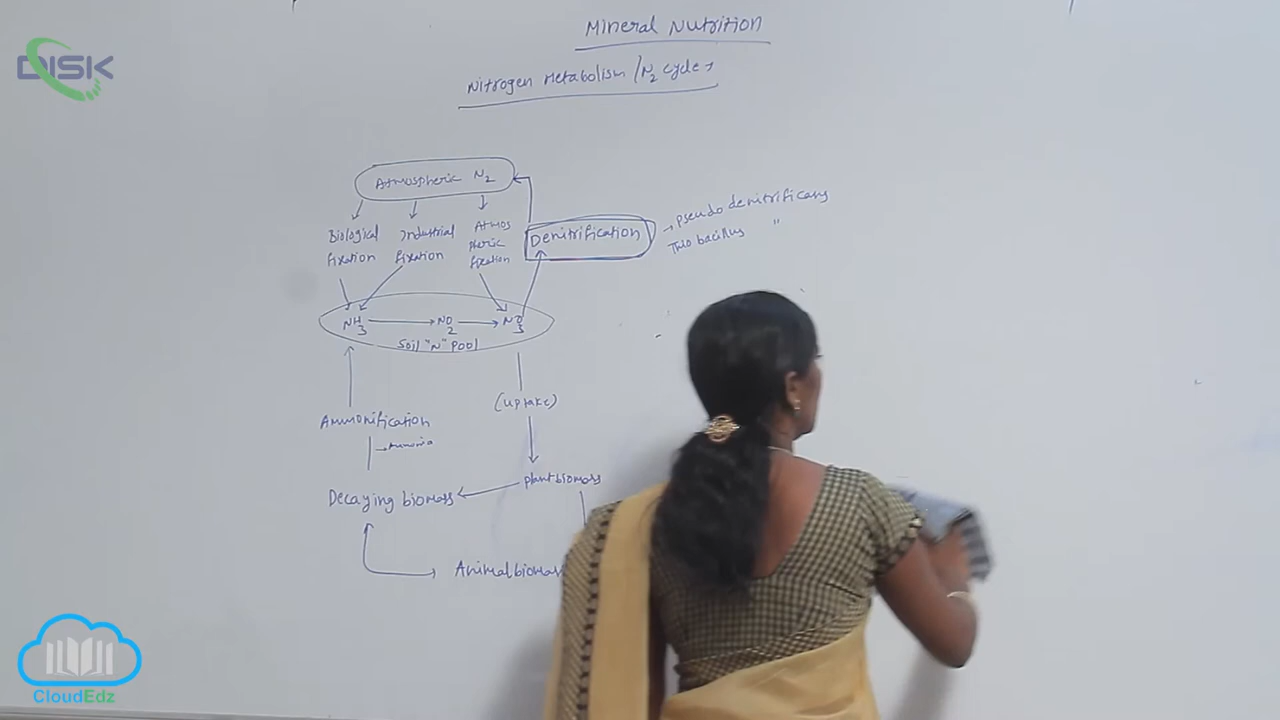 DISK
Mineral Nutrition
Nitrogen Metabolism / N2 cycle
Atmospheric N2
Biological
fixation
Industrial
fixation
Atmos
pheric
fixation
Denitrification
pseudo denitrificans
Thio bacillus "
NH3 NO2 NO3
Soil "N" Pool
Ammonification
Ammonia
(uptake)
plant biomass
Decaying biomass
Animal biomass
CloudEdz